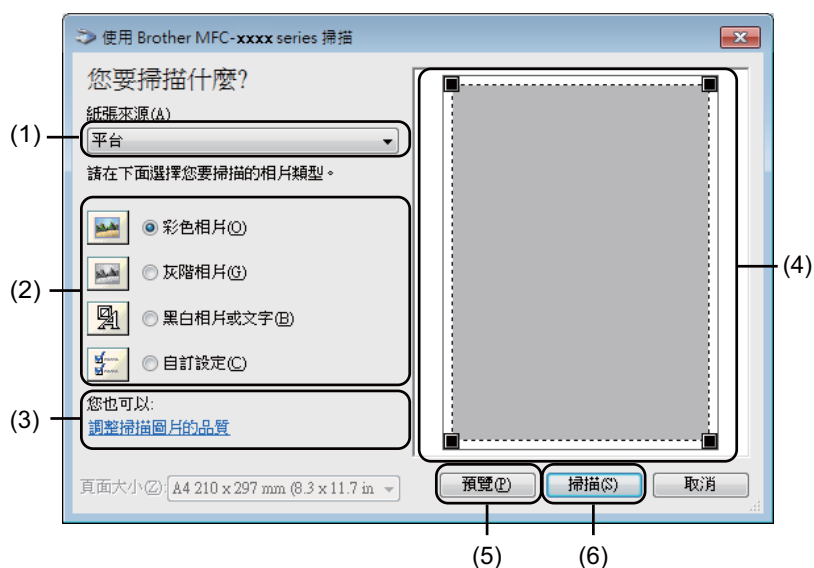 使用 Brother MFC-xxxx series 掃描
您要掃描什麼?
紙張來源(A)
(1)
平台
請在下面選擇您要掃描的相片類型。
(2)
彩色相片(O)
灰階相片(G)
黑白相片或文字(B)
自訂設定(C)
(3)
您也可以:
調整掃描圖片的品質
(4)
頁面大小(Z): A4 210 x 297 mm (8.3 x 11.7 in
預覽(P)
掃描(S)
取消
(5)
(6)